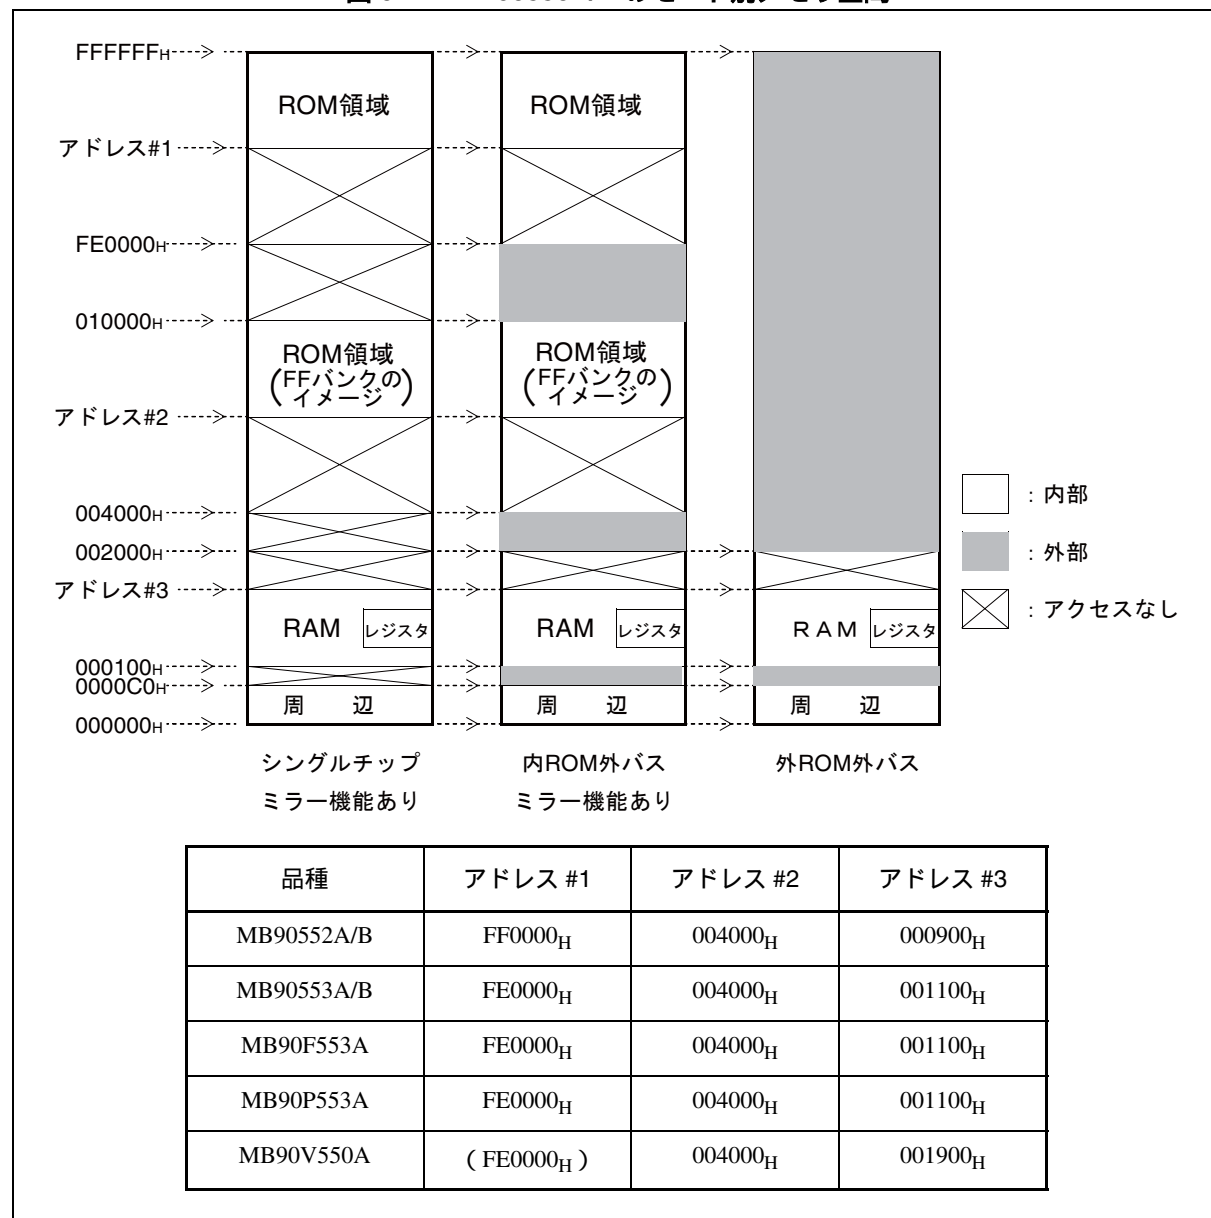 FFFFFFH
ROM領域 ROM領域
アドレス#1
FE0000H
010000H
ROM領域 ROM領域
(FFバンクの (FFバンクの
イメージ) イメージ)
アドレス#2
004000H
: 内部
002000H
: 外部
アドレス#3
: アクセスなし
RAM レジスタ RAM レジスタ RAM レジスタ
000100H
0000C0H
周 辺 周 辺 周 辺
000000H
シングルチップ 内ROM外バス 外ROM外バス
ミラー機能あり ミラー機能あり
品種 アドレス #1 アドレス #2 アドレス #3
MB90552A/B FF0000H 004000H 000900H
MB90553A/B FE0000H 004000H 001100H
MB90F553A FE0000H 004000H 001100H
MB90P553A FE0000H 004000H 001100H
MB90V550A (FE0000H) 004000H 001900H